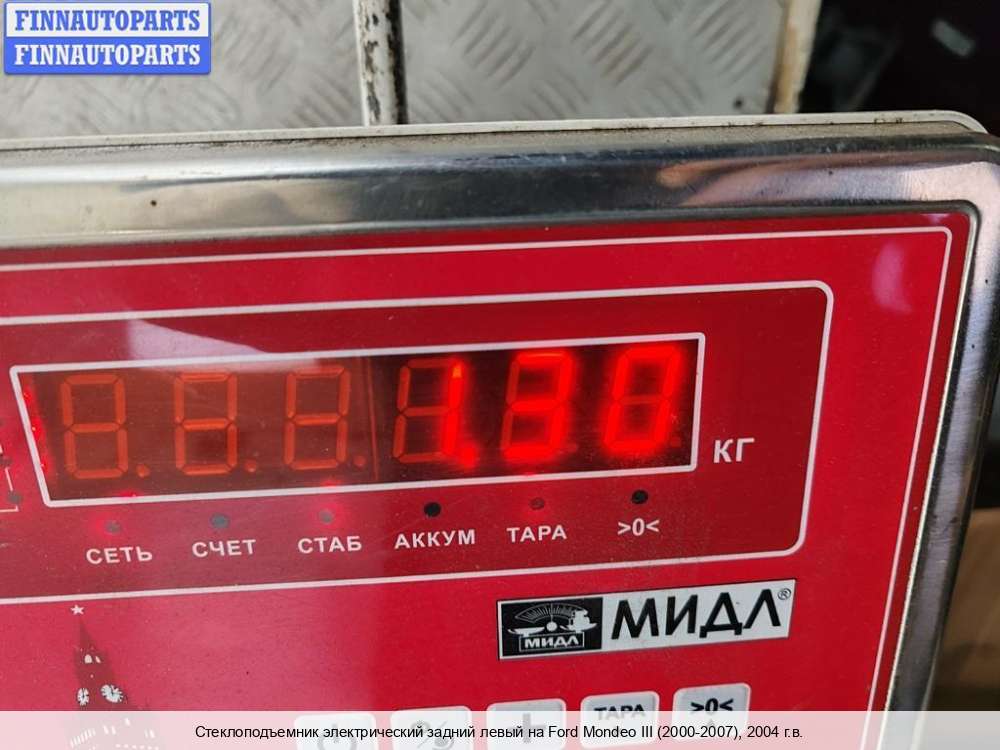 FINNAUTOPARTS
FINNAUTOPARTS
1.30 КГ
СЕТЬ СЧЕТ СТАБ АККУМ ТАРА >0<
МИДЛ МИДЛ®
ТАРА >0<
Стеклоподъемник электрический задний левый на Ford Mondeo III (2000-2007), 2004 г.в.